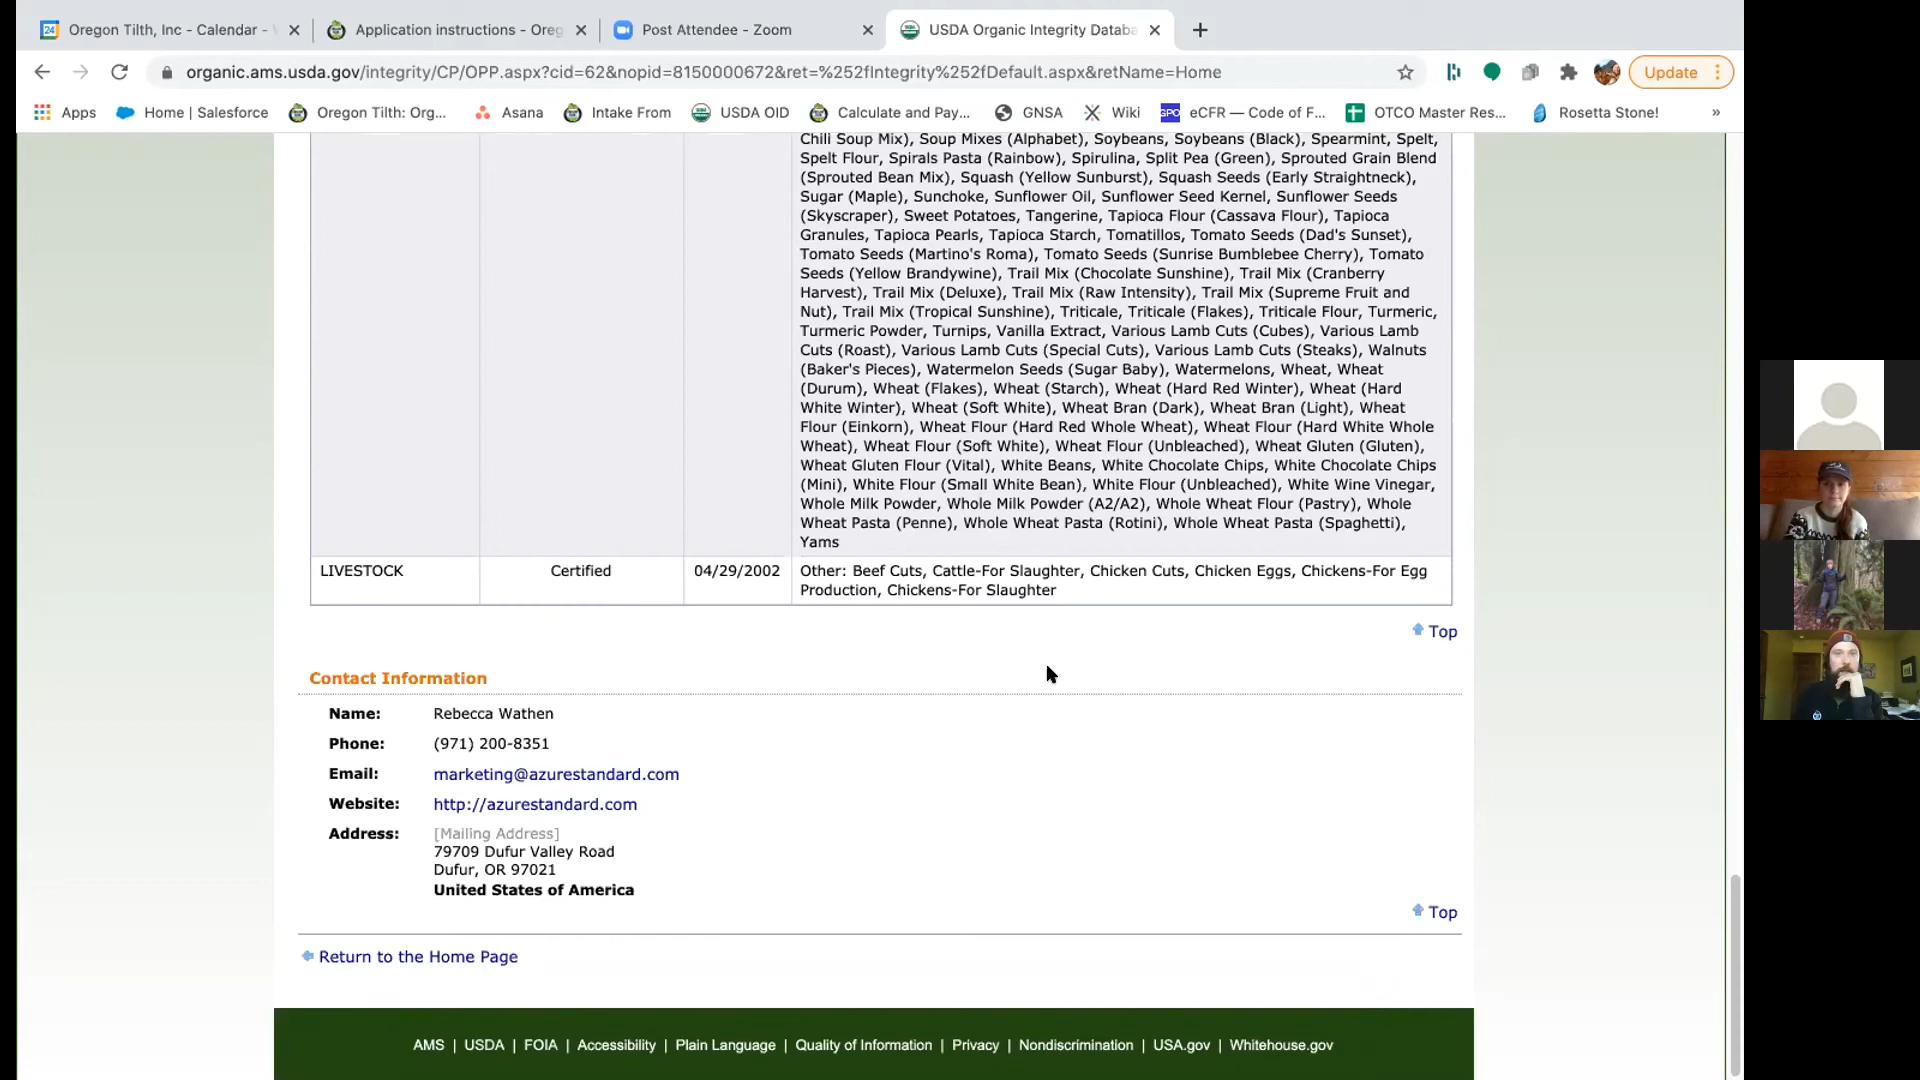 Oregon Tilth, Inc - Calendar -
Application instructions - Oreg
Post Attendee - Zoom
USDA Organic Integrity Databa
organic.ams.usda.gov/integrity/CP/OPP.aspx?cid=62&nopid=8150000672&ret=%252fIntegrity%252fDefault.aspx&retName=Home
Update
Apps
Home | Salesforce
Oregon Tilth: Org...
Asana
Intake From
USDA OID
Calculate and Pay...
GNSA
Wiki
eCFR — Code of F...
OTCO Master Res...
Rosetta Stone!
»
Chili Soup Mix), Soup Mixes (Alphabet), Soybeans, Soybeans (Black), Spearmint, Spelt,
Spelt Flour, Spirals Pasta (Rainbow), Spirulina, Split Pea (Green), Sprouted Grain Blend
(Sprouted Bean Mix), Squash (Yellow Sunburst), Squash Seeds (Early Straightneck),
Sugar (Maple), Sunchoke, Sunflower Oil, Sunflower Seed Kernel, Sunflower Seeds
(Skyscraper), Sweet Potatoes, Tangerine, Tapioca Flour (Cassava Flour), Tapioca
Granules, Tapioca Pearls, Tapioca Starch, Tomatillos, Tomato Seeds (Dad's Sunset),
Tomato Seeds (Martino's Roma), Tomato Seeds (Sunrise Bumblebee Cherry), Tomato
Seeds (Yellow Brandywine), Trail Mix (Chocolate Sunshine), Trail Mix (Cranberry
Harvest), Trail Mix (Deluxe), Trail Mix (Raw Intensity), Trail Mix (Supreme Fruit and
Nut), Trail Mix (Tropical Sunshine), Triticale, Triticale (Flakes), Triticale Flour, Turmeric,
Turmeric Powder, Turnips, Vanilla Extract, Various Lamb Cuts (Cubes), Various Lamb
Cuts (Roast), Various Lamb Cuts (Special Cuts), Various Lamb Cuts (Steaks), Walnuts
(Baker's Pieces), Watermelon Seeds (Sugar Baby), Watermelons, Wheat, Wheat
(Durum), Wheat (Flakes), Wheat (Starch), Wheat (Hard Red Winter), Wheat (Hard
White Winter), Wheat (Soft White), Wheat Bran (Dark), Wheat Bran (Light), Wheat
Flour (Einkorn), Wheat Flour (Hard Red Whole Wheat), Wheat Flour (Hard White Whole
Wheat), Wheat Flour (Soft White), Wheat Flour (Unbleached), Wheat Gluten (Gluten),
Wheat Gluten Flour (Vital), White Beans, White Chocolate Chips, White Chocolate Chips
(Mini), White Flour (Small White Bean), White Flour (Unbleached), White Wine Vinegar,
Whole Milk Powder, Whole Milk Powder (A2/A2), Whole Wheat Flour (Pastry), Whole
Wheat Pasta (Penne), Whole Wheat Pasta (Rotini), Whole Wheat Pasta (Spaghetti),
Yams
LIVESTOCK Certified 04/29/2002 Other: Beef Cuts, Cattle-For Slaughter, Chicken Cuts, Chicken Eggs, Chickens-For Egg
Production, Chickens-For Slaughter
Top
Contact Information
Name: Rebecca Wathen
Phone: (971) 200-8351
Email: marketing@azurestandard.com
Website: http://azurestandard.com
Address: [Mailing Address]
79709 Dufur Valley Road
Dufur, OR 97021
United States of America
Top
Return to the Home Page
AMS | USDA | FOIA | Accessibility | Plain Language | Quality of Information | Privacy | Nondiscrimination | USA.gov | Whitehouse.gov